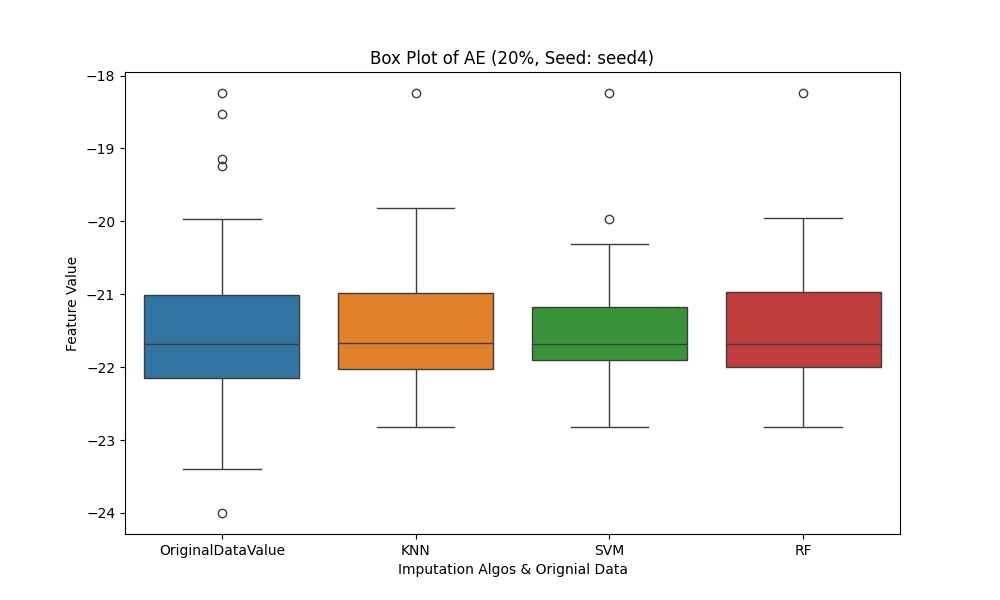 Box Plot of AE (20%, Seed: seed4)
Feature Value
−18
−19
−20
−21
−22
−23
−24
OriginalDataValue KNN SVM RF
Imputation Algos & Orignial Data